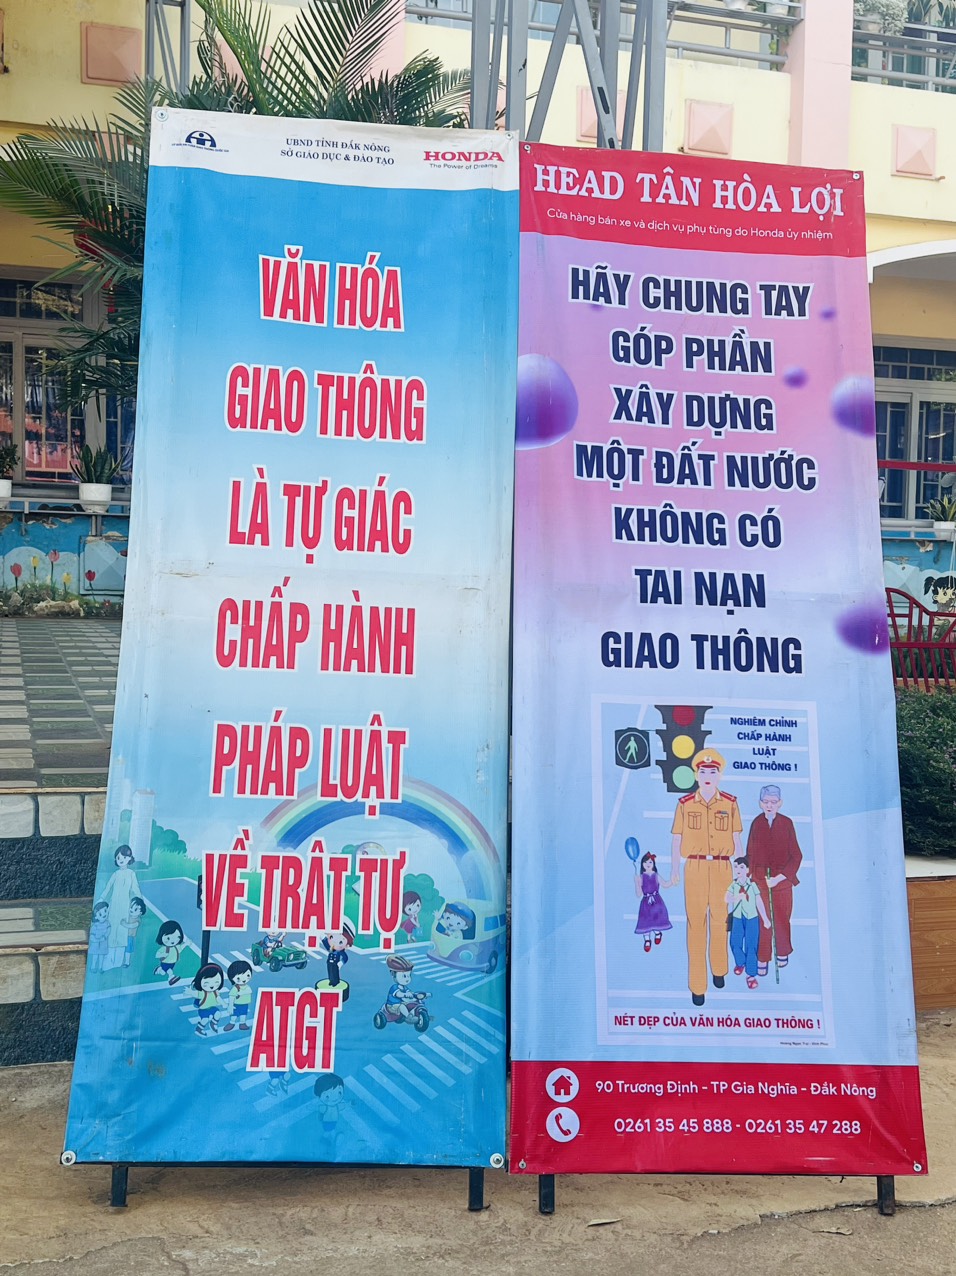 UBND TỈNH ĐẮK NÔNG
SỞ GIÁO DỤC & ĐÀO TẠO
HONDA
The Power of Dreams
VĂN HÓA
GIAO THÔNG
LÀ TỰ GIÁC
CHẤP HÀNH
PHÁP LUẬT
VỀ TRẬT TỰ
ATGT
HEAD TÂN HÒA LỢI
Cửa hàng bán xe và dịch vụ phụ tùng do Honda ủy nhiệm
HÃY CHUNG TAY
GÓP PHẦN
XÂY DỰNG
MỘT ĐẤT NƯỚC
KHÔNG CÓ
TAI NẠN
GIAO THÔNG
NGHIÊM CHỈNH
CHẤP HÀNH
LUẬT
GIAO THÔNG !
NÉT ĐẸP CỦA VĂN HÓA GIAO THÔNG !
90 Trương Định - TP Gia Nghĩa - Đắk Nông
0261 35 45 888 - 0261 35 47 288